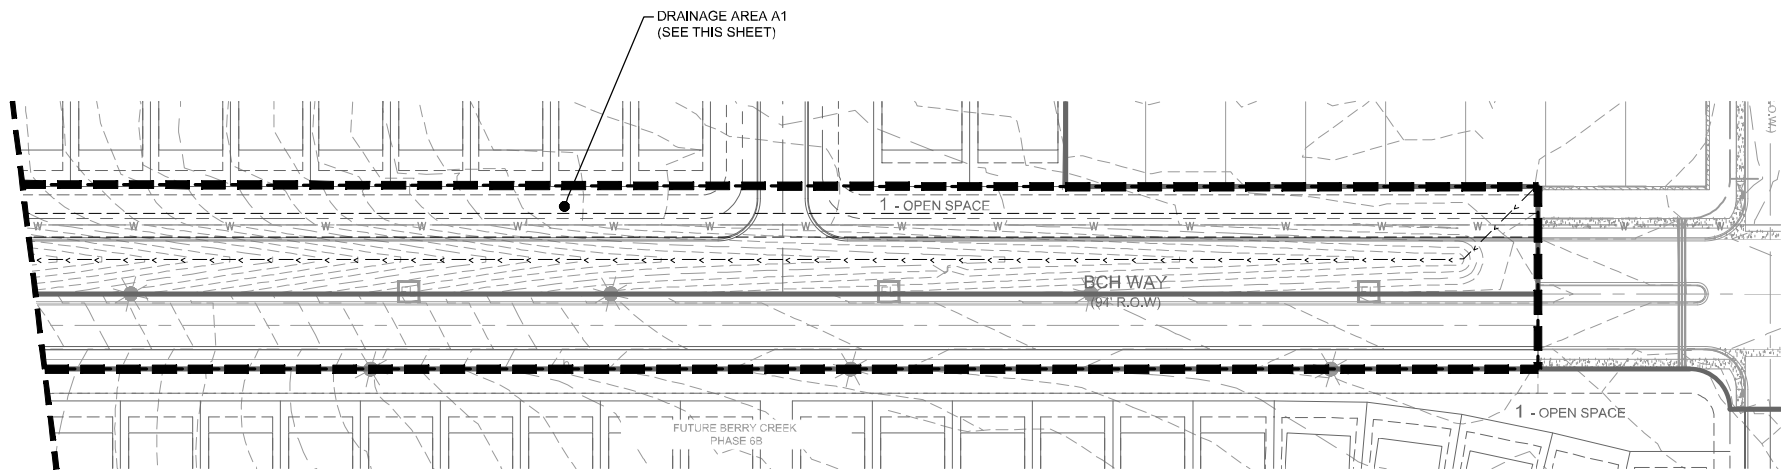 DRAINAGE AREA A1
(SEE THIS SHEET)
1 - OPEN SPACE
W W W W W W W W W W W W W W W W W W
BCH WAY
(94' R.O.W)
1 - OPEN SPACE
FUTURE BERRY CREEK
PHASE 6B